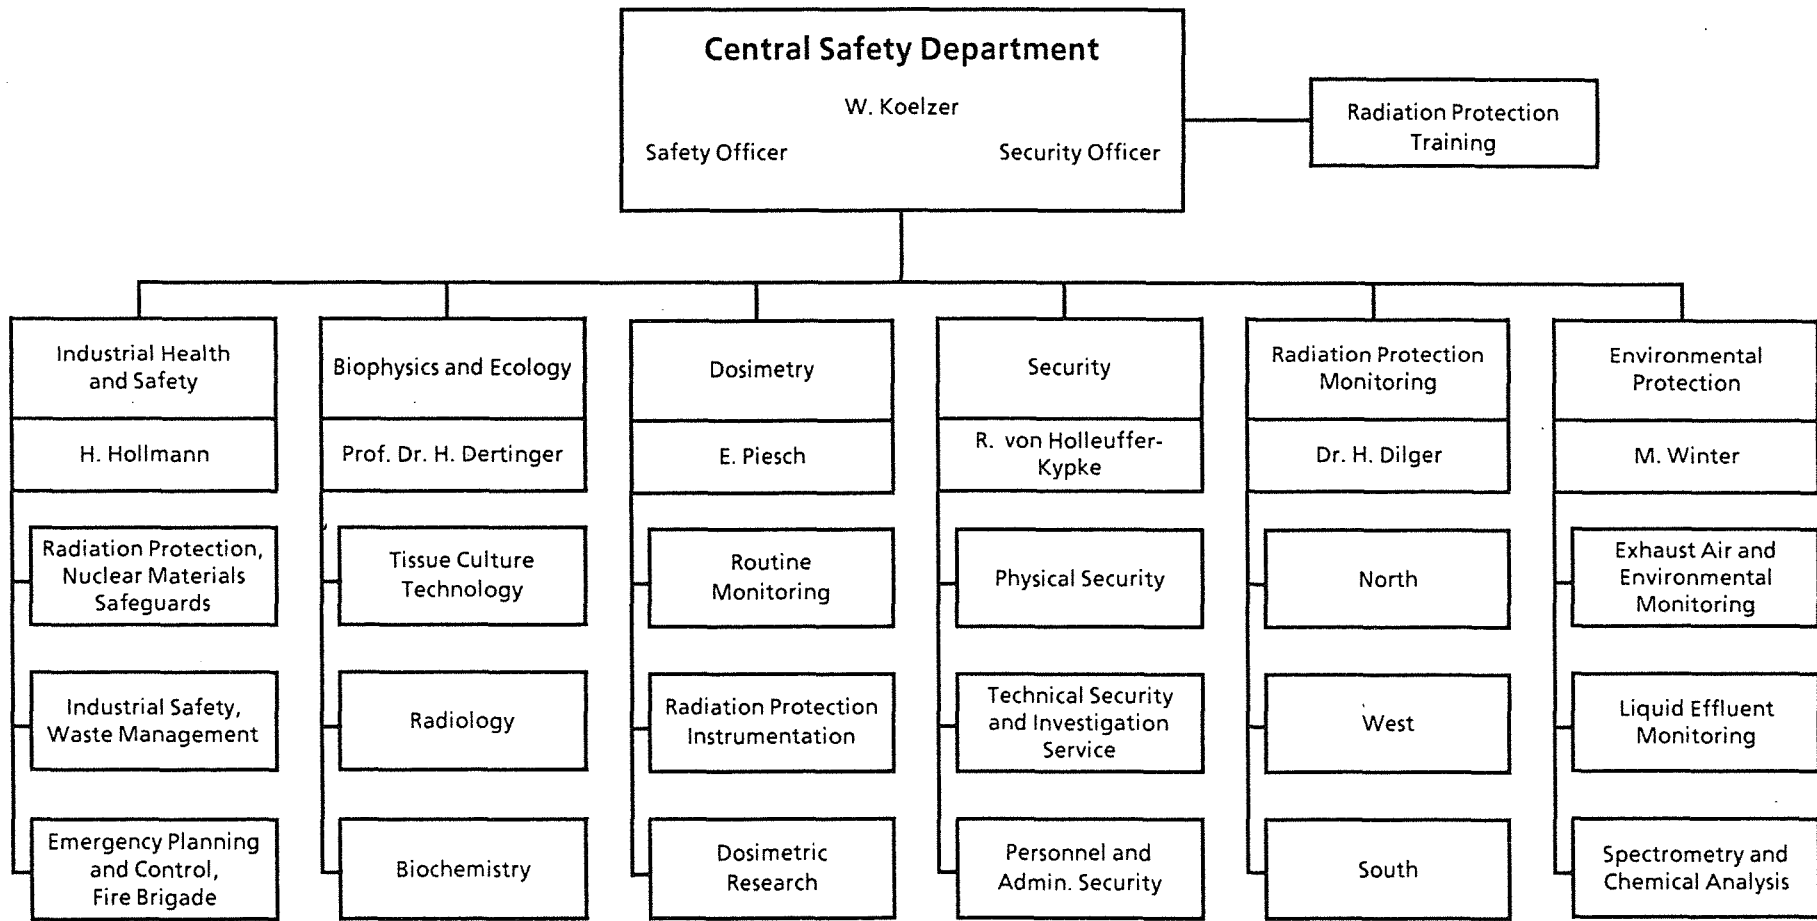 Central Safety Department
W. Koelzer
Safety Officer
Security Officer
Radiation Protection
Training
Industrial Health
and Safety
H. Hollmann
Radiation Protection,
Nuclear Materials
Safeguards
Industrial Safety,
Waste Management
Emergency Planning
and Control,
Fire Brigade
Biophysics and Ecology
Prof. Dr. H. Dertinger
Tissue Culture
Technology
Radiology
Biochemistry
Dosimetry
E. Piesch
Routine
Monitoring
Radiation Protection
Instrumentation
Dosimetric
Research
Security
R. von Holleuffer-
Kypke
Physical Security
Technical Security
and Investigation
Service
Personnel and
Admin. Security
Radiation Protection
Monitoring
Dr. H. Dilger
North
West
South
Environmental
Protection
M. Winter
Exhaust Air and
Environmental
Monitoring
Liquid Effluent
Monitoring
Spectrometry and
Chemical Analysis